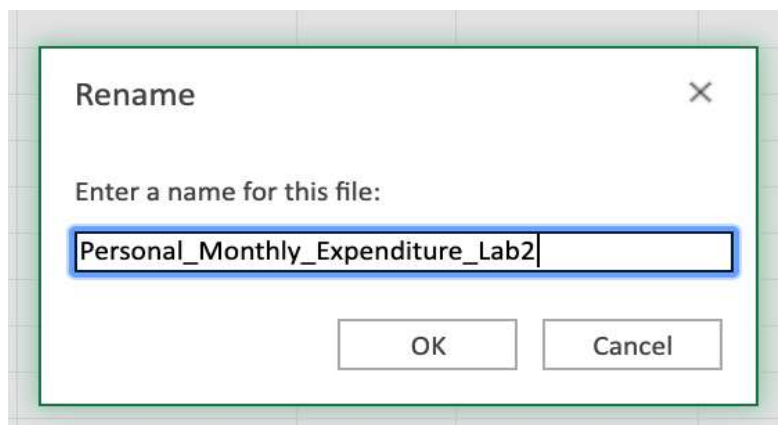 Rename
Enter a name for this file:
Personal_Monthly_Expenditure_Lab2
OK
Cancel